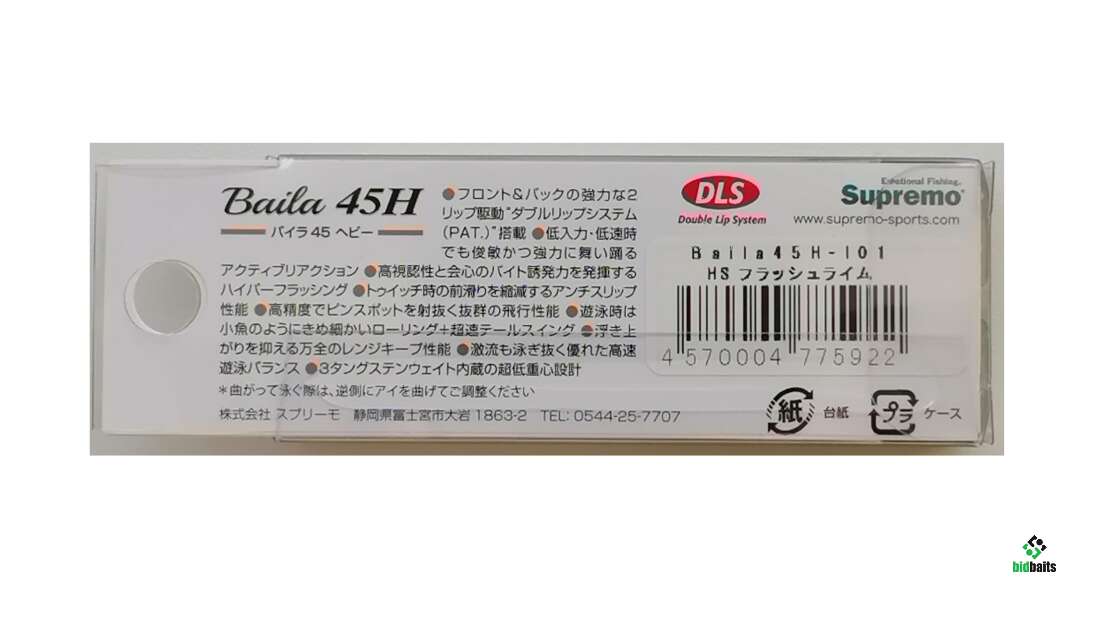 Baila 45H
バイラ45 ヘビー
●フロント&バックの強力な2
リップ駆動“ダブルリップシステム
(PAT.)”搭載 ●低入力・低速時
でも俊敏かつ強力に舞い踊る
アクティブリアクション ●高視認性と会心のバイト誘発力を発揮する
ハイパーフラッシング ●トゥイッチ時の前滑りを縮減するアンチスリップ
性能 ●高精度でピンスポットを射抜く抜群の飛行性能 ●遊泳時は
小魚のようにきめ細かいローリング+超速テールスイング ●浮き上
がりを抑える万全のレンジキープ性能 ●激流も泳ぎ抜く優れた高速
遊泳バランス ●3タングステンウェイト内蔵の超低重心設計
*曲がって泳ぐ際は、逆側にアイを曲げてご調整ください
株式会社 スプリーモ 静岡県富士宮市大岩1863-2 TEL: 0544-25-7707
DLS
Double Lip System
Emotional Fishing.
Supremo
www.supremo-sports.com
Baila45H-I01
HS フラッシュライム
4 570004 775922
紙 台紙
プラ ケース
bidbaits